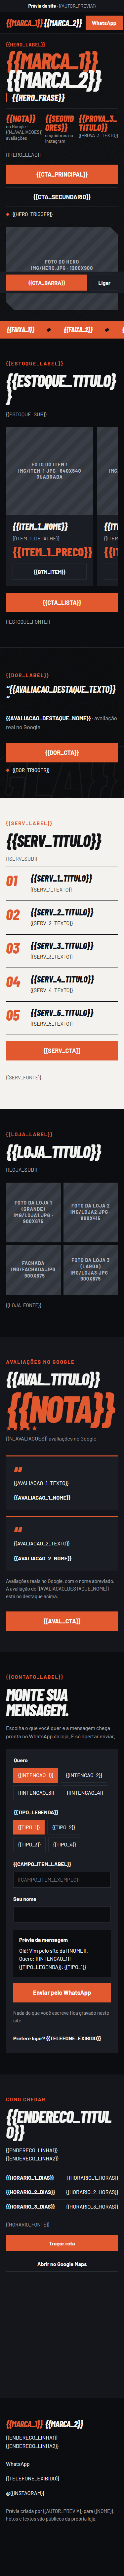 Prévia de site · {{AUTOR_PREVIA}}
{{MARCA_1}} {{MARCA_2}}
WhatsApp
{{HERO_LABEL}}
{{MARCA_1}}
{{MARCA_2}}
{{HERO_FRASE}}
{{NOTA}}
no Google · {{N_AVALIACOES}} avaliações
{{SEGUIDORES}}
seguidores no Instagram
{{PROVA_3_TITULO}}
{{PROVA_3_TEXTO}}
{{HERO_LEAD}}
{{CTA_PRINCIPAL}}
{{CTA_SECUNDARIO}}
{{HERO_TRIGGER}}
FOTO DO HERO
IMG/HERO.JPG · 1200X900
{{CTA_BARRA}}
Ligar
{{FAIXA_1}}
{{FAIXA_2}}
{{ESTOQUE_LABEL}}
{{ESTOQUE_TITULO}}
{{ESTOQUE_SUB}}
FOTO DO ITEM 1
IMG/ITEM-1.JPG · 640X640
QUADRADA
{{ITEM_1_NOME}}
{{ITEM_1_DETALHE}}
{{ITEM_1_PRECO}}
{{BTN_ITEM}}
{{CTA_LISTA}}
{{ESTOQUE_FONTE}}
{{DOR_LABEL}}
"{{AVALIACAO_DESTAQUE_TEXTO}}"
{{AVALIACAO_DESTAQUE_NOME}} · avaliação
real no Google
{{DOR_CTA}}
{{DOR_TRIGGER}}
{{SERV_LABEL}}
{{SERV_TITULO}}
{{SERV_SUB}}
01
{{SERV_1_TITULO}}
{{SERV_1_TEXTO}}
02
{{SERV_2_TITULO}}
{{SERV_2_TEXTO}}
03
{{SERV_3_TITULO}}
{{SERV_3_TEXTO}}
04
{{SERV_4_TITULO}}
{{SERV_4_TEXTO}}
05
{{SERV_5_TITULO}}
{{SERV_5_TEXTO}}
{{SERV_CTA}}
{{SERV_FONTE}}
{{LOJA_LABEL}}
{{LOJA_TITULO}}
{{LOJA_SUB}}
FOTO DA LOJA 1
(GRANDE)
IMG/LOJA1.JPG ·
900X675
FOTO DA LOJA 2
IMG/LOJA2.JPG ·
900X415
FACHADA
IMG/FACHADA.JPG
· 900X675
FOTO DA LOJA 3
(LARGA)
IMG/LOJA3.JPG ·
900X675
{{LOJA_FONTE}}
AVALIAÇÕES NO GOOGLE
{{AVAL_TITULO}}
{{NOTA}}
{{N_AVALIACOES}} avaliações no Google
{{AVALIACAO_1_TEXTO}}
{{AVALIACAO_1_NOME}}
{{AVALIACAO_2_TEXTO}}
{{AVALIACAO_2_NOME}}
Avaliações reais do Google, com o nome abreviado.
A avaliação de {{AVALIACAO_DESTAQUE_NOME}}
está no destaque acima.
{{AVAL_CTA}}
{{CONTATO_LABEL}}
MONTE SUA
MENSAGEM.
Escolha o que você quer e a mensagem chega
pronta no WhatsApp da loja. É só apertar enviar.
Quero
{{INTENCAO_1}}
{{INTENCAO_2}}
{{INTENCAO_3}}
{{INTENCAO_4}}
{{TIPO_LEGENDA}}
{{TIPO_1}}
{{TIPO_2}}
{{TIPO_3}}
{{TIPO_4}}
{{CAMPO_ITEM_LABEL}}
{{CAMPO_ITEM_EXEMPLO}}
Seu nome
Prévia da mensagem
Olá! Vim pelo site da {{NOME}}.
Quero: {{INTENCAO_1}}
{{TIPO_LEGENDA}}: {{TIPO_1}}
Enviar pelo WhatsApp
Nada do que você escreve fica gravado neste
site.
Prefere ligar? {{TELEFONE_EXIBIDO}}
COMO CHEGAR
{{ENDERECO_TITULO}}
{{ENDERECO_LINHA1}}
{{ENDERECO_LINHA2}}
{{HORARIO_1_DIAS}}
{{HORARIO_1_HORAS}}
{{HORARIO_2_DIAS}}
{{HORARIO_2_HORAS}}
{{HORARIO_3_DIAS}}
{{HORARIO_3_HORAS}}
{{HORARIO_FONTE}}
Traçar rota
Abrir no Google Maps
{{MARCA_1}} {{MARCA_2}}
{{ENDERECO_LINHA1}}
{{ENDERECO_LINHA2}}
WhatsApp
{{TELEFONE_EXIBIDO}}
@{{INSTAGRAM}}
Prévia criada por {{AUTOR_PREVIA}} para {{NOME}}.
Fotos e textos são públicos da própria loja.